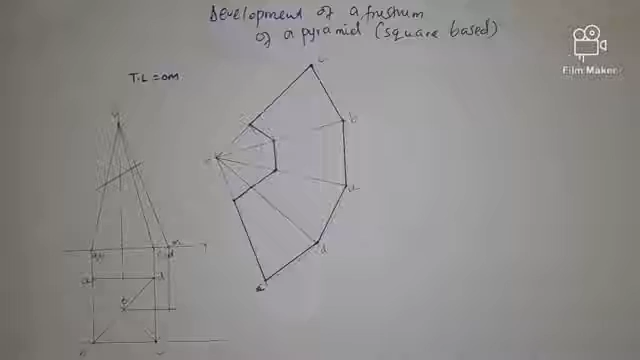 Development of a frustum
of a pyramid (square based)
Film Maker
T.L = OM
b
a
d
d